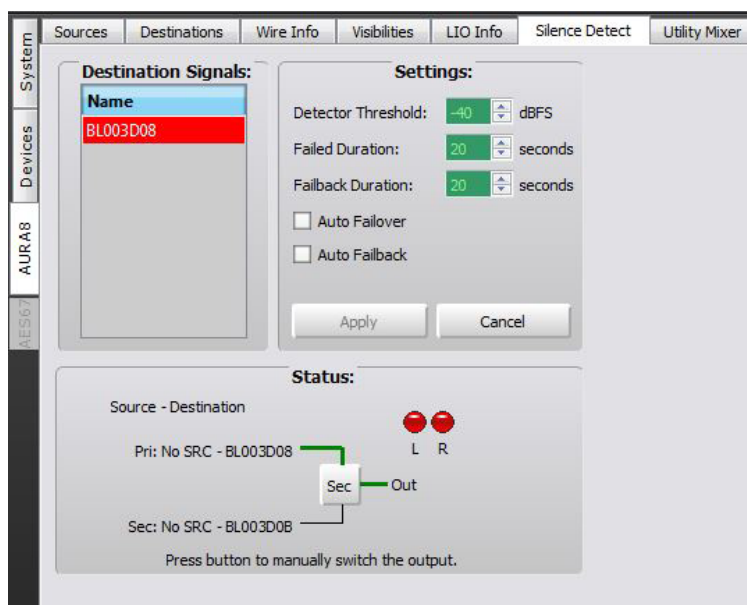 Sources Destinations Wire Info Visibilities LIO Info Silence Detect Utility Mixer
System
Devices
AURA8
AES67
Destination Signals:
Name
BL003D08
Settings:
Detector Threshold: -40 dBFS
Failed Duration: 20 seconds
Failback Duration: 20 seconds
Auto Failover
Auto Failback
Apply Cancel
Status:
Source - Destination
L R
Pri: No SRC - BL003D08
Sec Out
Sec: No SRC - BL003D0B
Press button to manually switch the output.